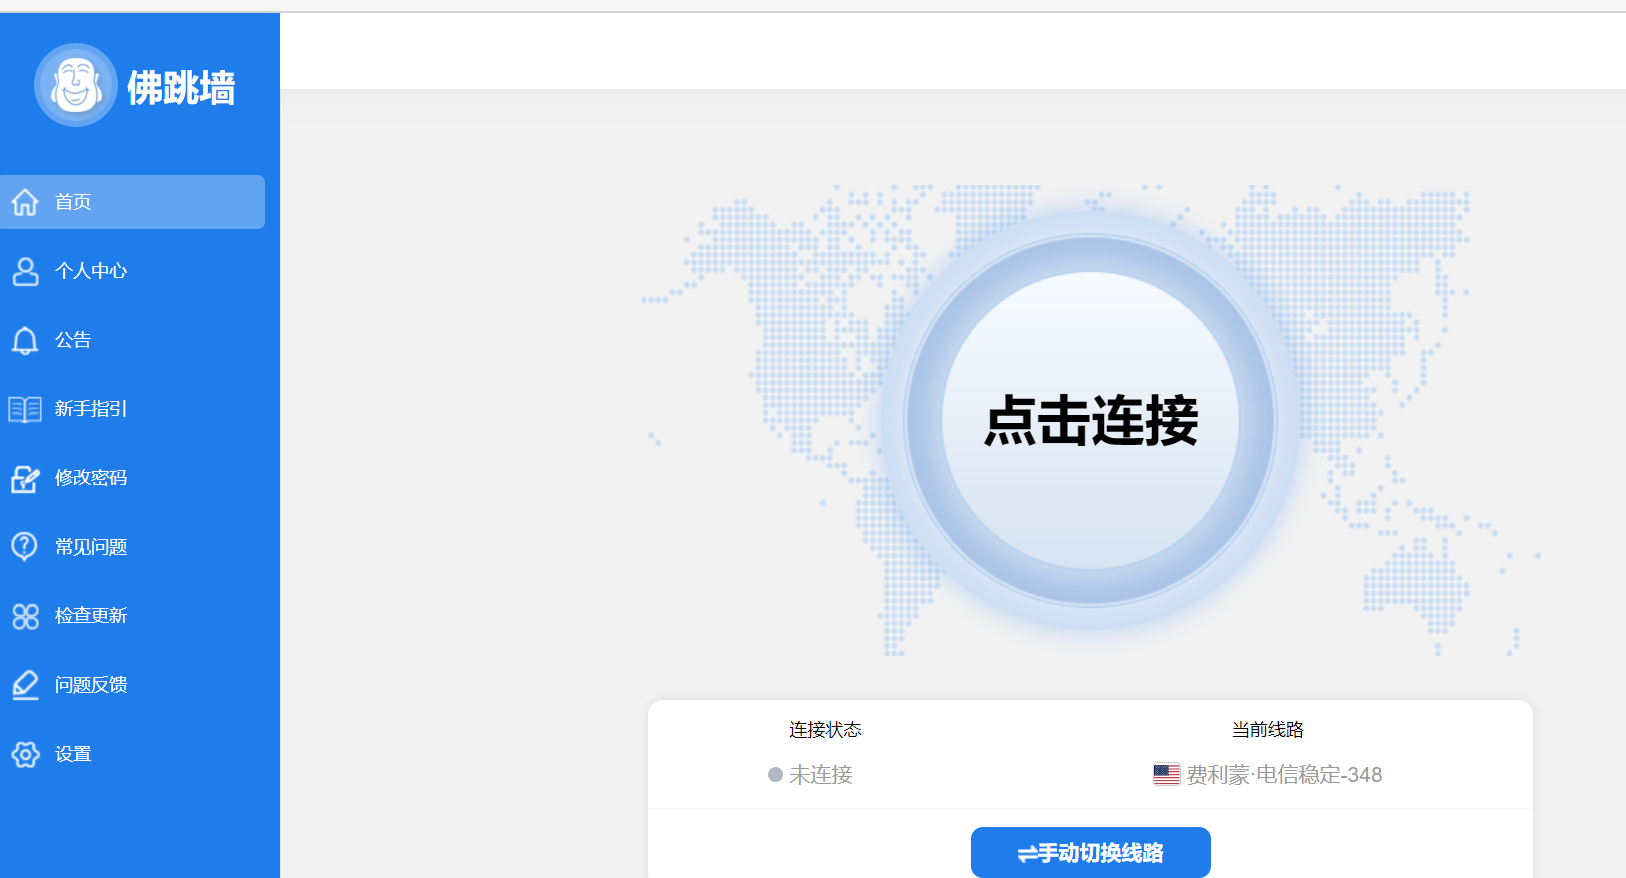 佛跳墙
首页
个人中心
公告
新手指引
修改密码
常见问题
检查更新
问题反馈
设置
点击连接
连接状态
当前线路
未连接
费利蒙·电信稳定-348
手动切换线路